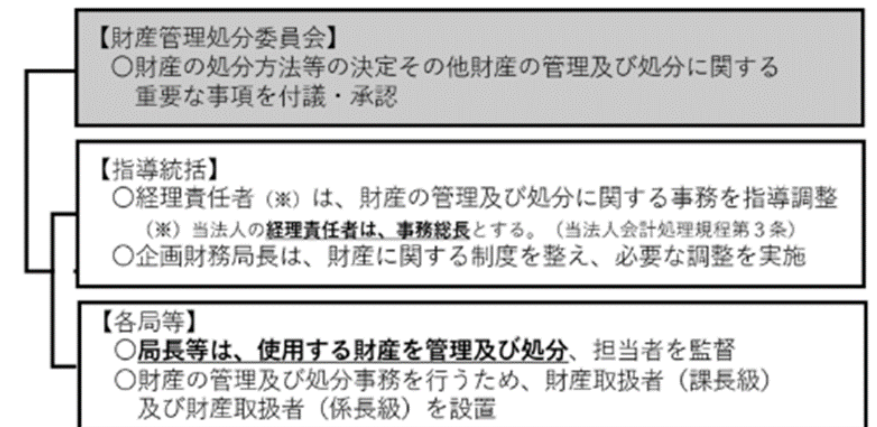 【財産管理処分委員会】
○財産の処分方法等の決定その他財産の管理及び処分に関する
重要な事項を付議・承認
【指導統括】
○経理責任者（※）は、財産の管理及び処分に関する事務を指導調整
（※）当法人の経理責任者は、事務総長とする。（当法人会計処理規程第３条）
○企画財務局長は、財産に関する制度を整え、必要な調整を実施
【各局等】
○局長等は、使用する財産を管理及び処分、担当者を監督
○財産の管理及び処分事務を行うため、財産取扱者（課長級）
及び財産取扱者（係長級）を設置